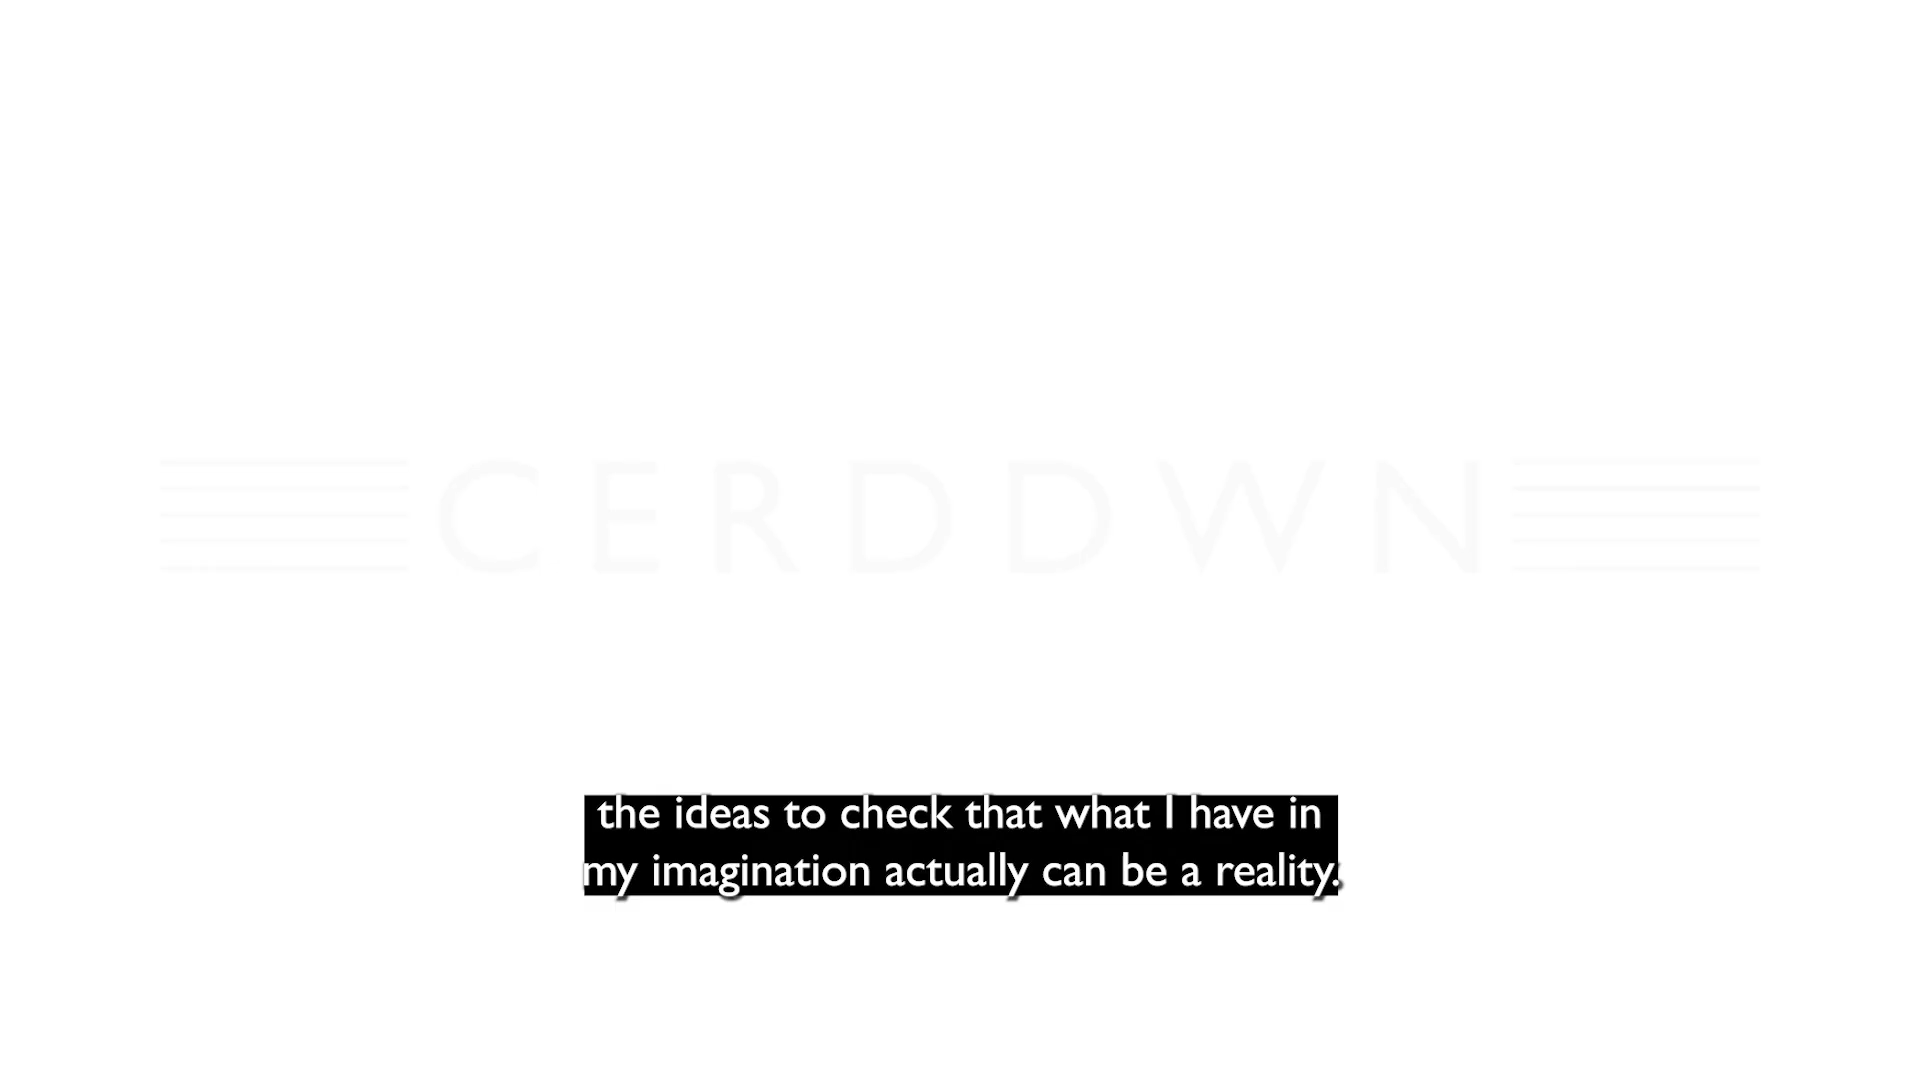 CERDDWN
the ideas to check that what I have in
my imagination actually can be a reality.